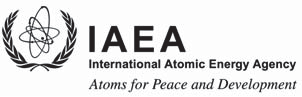 IAEA
International Atomic Energy Agency
Atoms for Peace and Development